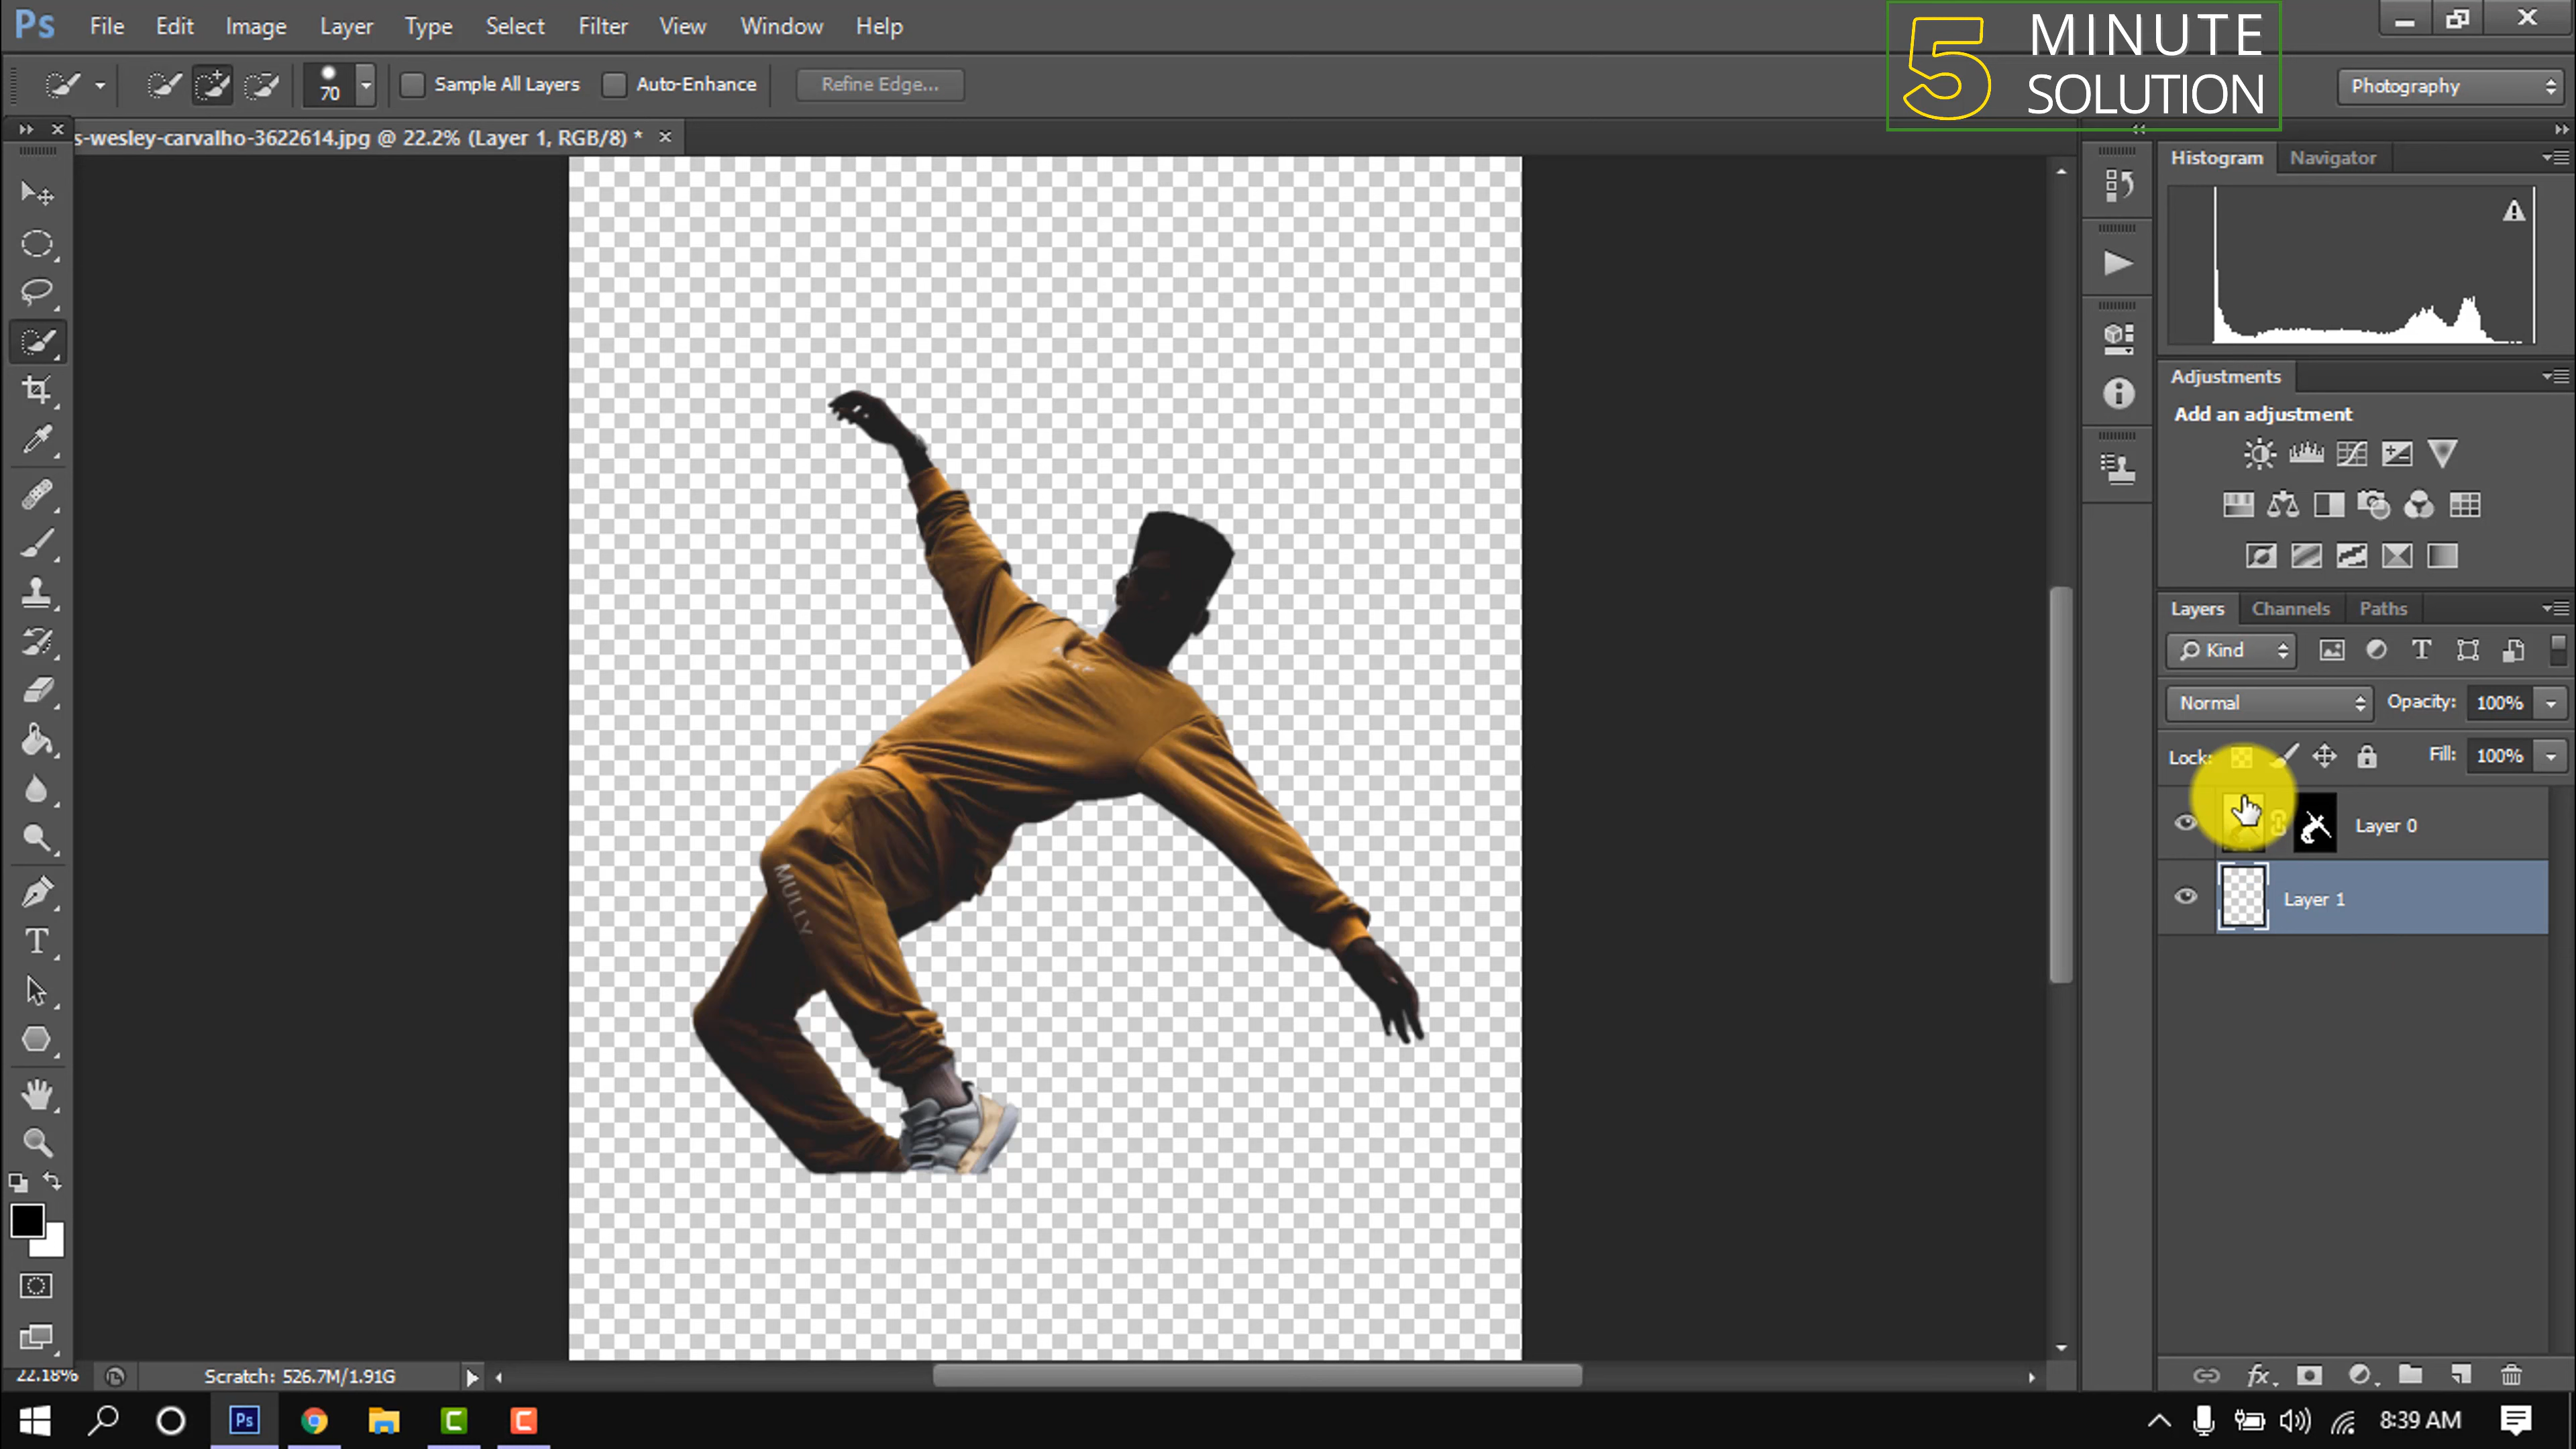 Ps File Edit Image Layer Type Select Filter View Window Help
5 MINUTE
SOLUTION
70 Sample All Layers Auto-Enhance Refine Edge... Photography
s-wesley-carvalho-3622614.jpg @ 22.2% (Layer 1, RGB/8) *
Histogram Navigator
Adjustments
Add an adjustment
Layers Channels Paths
Kind
Normal Opacity: 100%
Lock: Fill: 100%
Layer 0
Layer 1
MULLY
T
22.18% Scratch: 526.7M/1.91G
fx
Ps 8:39 AM